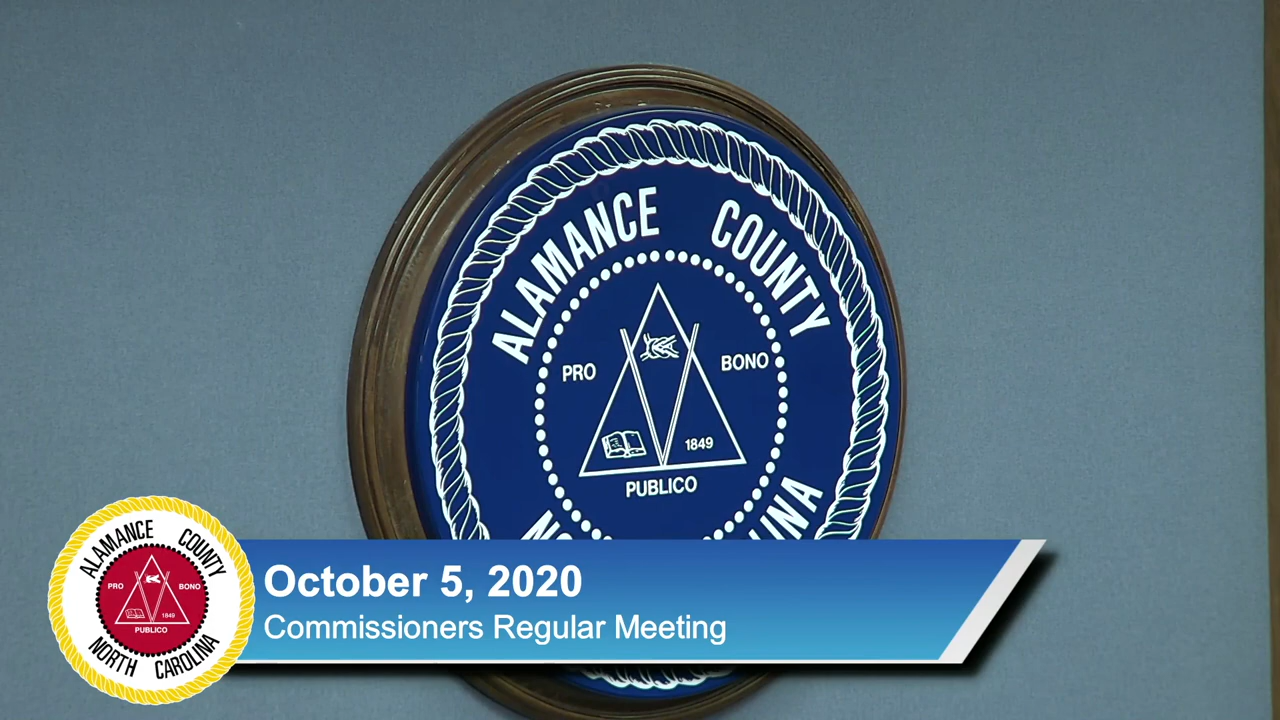 ALAMANCE COUNTY
PRO BONO
1849
PUBLICO
October 5, 2020
Commissioners Regular Meeting
ALAMANCE COUNTY
PRO BONO
1849
PUBLICO
NORTH CAROLINA